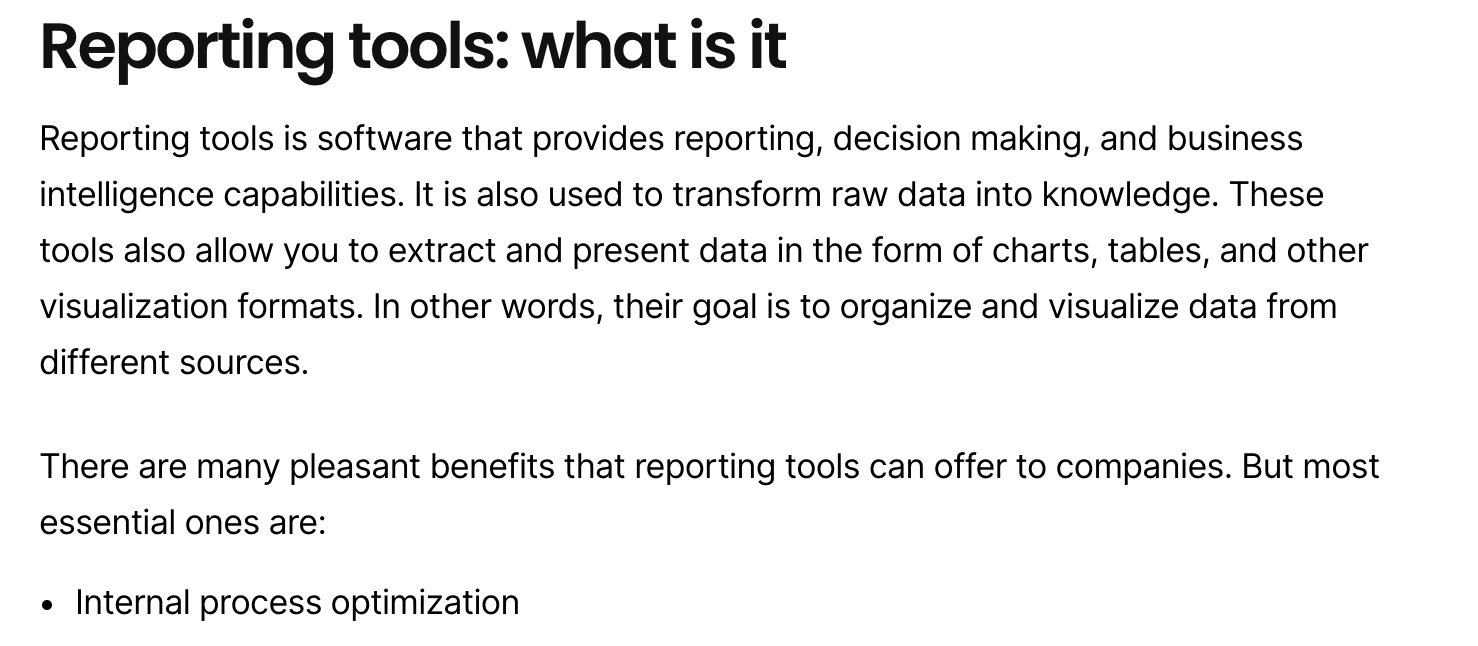 Reporting tools: what is it
Reporting tools is software that provides reporting, decision making, and business
intelligence capabilities. It is also used to transform raw data into knowledge. These
tools also allow you to extract and present data in the form of charts, tables, and other
visualization formats. In other words, their goal is to organize and visualize data from
different sources.
There are many pleasant benefits that reporting tools can offer to companies. But most
essential ones are:
• Internal process optimization